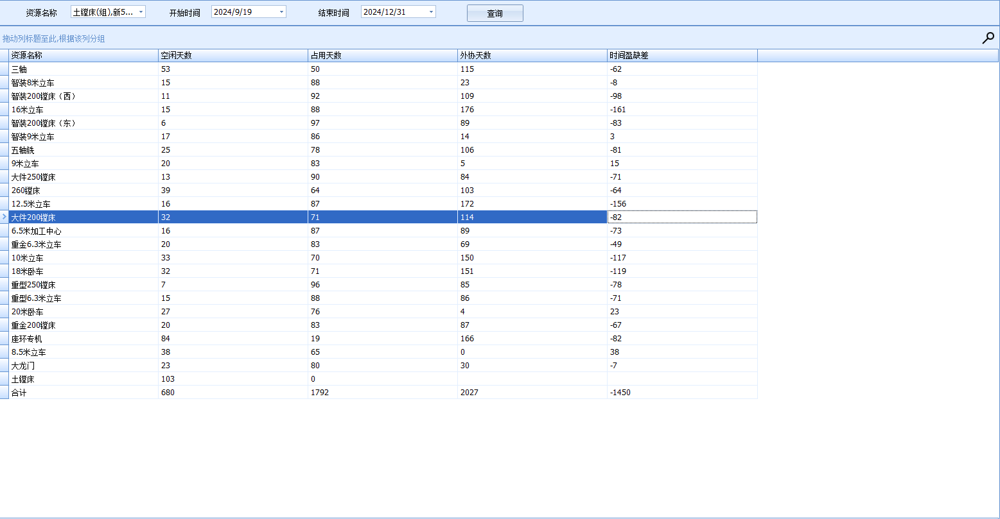 资源名称 土镗床(组),新5... 开始时间 2024/9/19 结束时间 2024/12/31 查询
拖动列标题至此,根据该列分组
资源名称 空闲天数 占用天数 外协天数 时间盈缺差
三轴 53 50 115 -62
智装8米立车 15 88 23 -8
智装200镗床（西） 11 92 109 -98
16米立车 15 88 176 -161
智装200镗床（东） 6 97 89 -83
智装9米立车 17 86 14 3
五轴铣 25 78 106 -81
9米立车 20 83 5 15
大件250镗床 13 90 84 -71
260镗床 39 64 103 -64
12.5米立车 16 87 172 -156
大件200镗床 32 71 114 -82
6.5米加工中心 16 87 89 -73
重金6.3米立车 20 83 69 -49
10米立车 33 70 150 -117
18米卧车 32 71 151 -119
重型250镗床 7 96 85 -78
重型6.3米立车 15 88 86 -71
20米卧车 27 76 4 23
重金200镗床 20 83 87 -67
座环专机 84 19 166 -82
8.5米立车 38 65 0 38
大龙门 23 80 30 -7
土镗床 103 0
合计 680 1792 2027 -1450